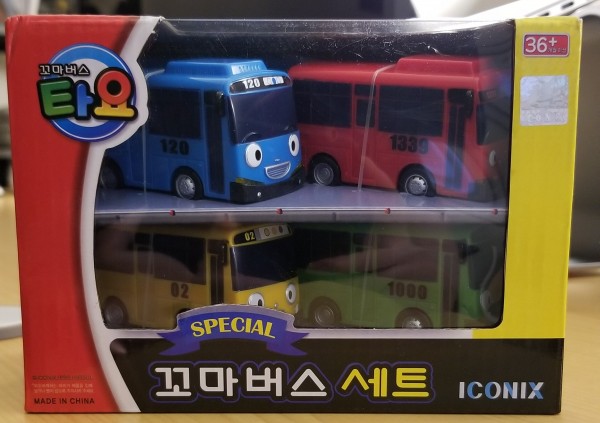 꼬마버스
타요
36+
120
120
1339
02
02
1000
SPECIAL
꼬마버스 세트
ICONIX
MADE IN CHINA